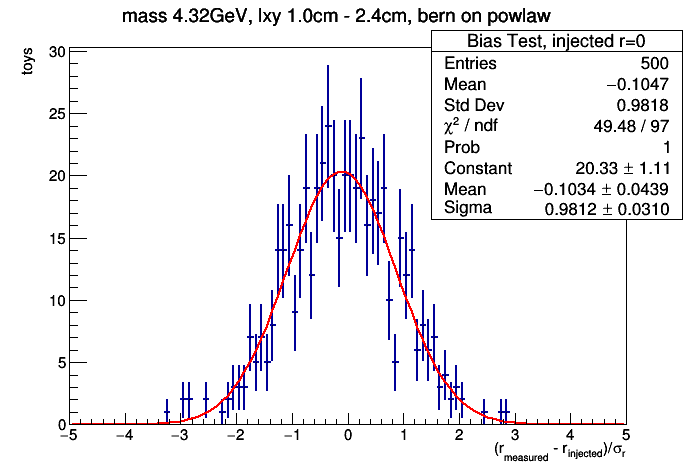 mass 4.32GeV, lxy 1.0cm - 2.4cm, bern on powlaw
Bias Test, injected r=0
Entries 500
Mean −0.1047
Std Dev 0.9818
χ² / ndf 49.48 / 97
Prob 1
Constant 20.33 ± 1.11
Mean −0.1034 ± 0.0439
Sigma 0.9812 ± 0.0310
toys
30
25
20
15
10
5
0
−5 −4 −3 −2 −1 0 1 2 3 4 5
(r_measured - r_injected)/σ_r